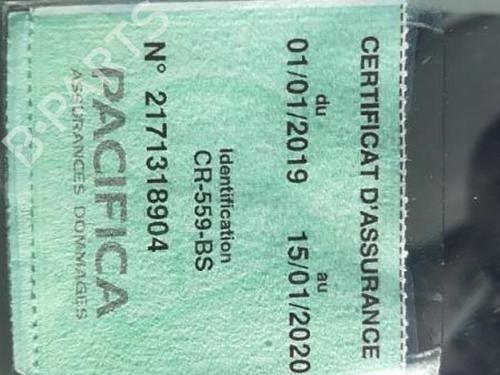 CERTIFICAT D'ASSURANCE
du au
01/01/2019 15/01/2020
Identification
CR-559-BS
N° 2171318904
PACIFICA
ASSURANCES DOMMAGES
B-PARTS